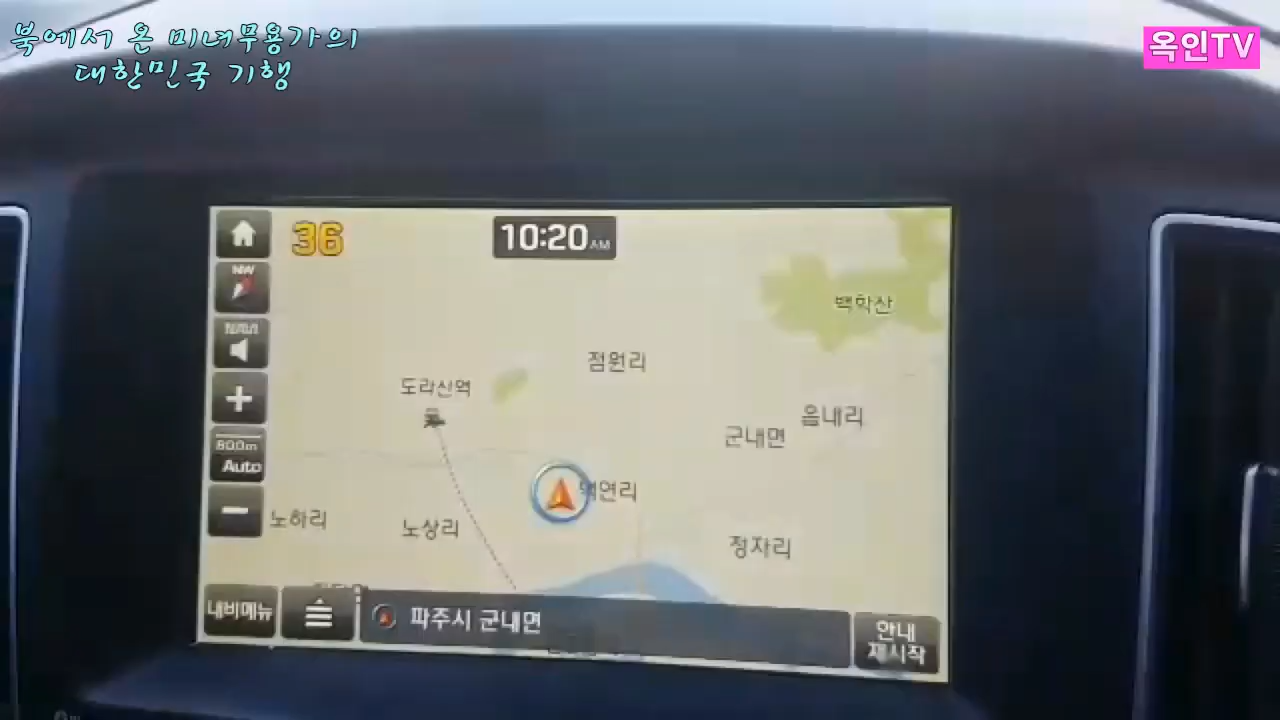 북에서 온 미녀무용가의
대한민국 기행
옥인TV
36
10:20 AM
NW
백학산
NAVI
점원리
도라산역
읍내리
군내면
800m
Auto
노하리
노상리
정자리
내비메뉴
파주시 군내면
안내
재시작